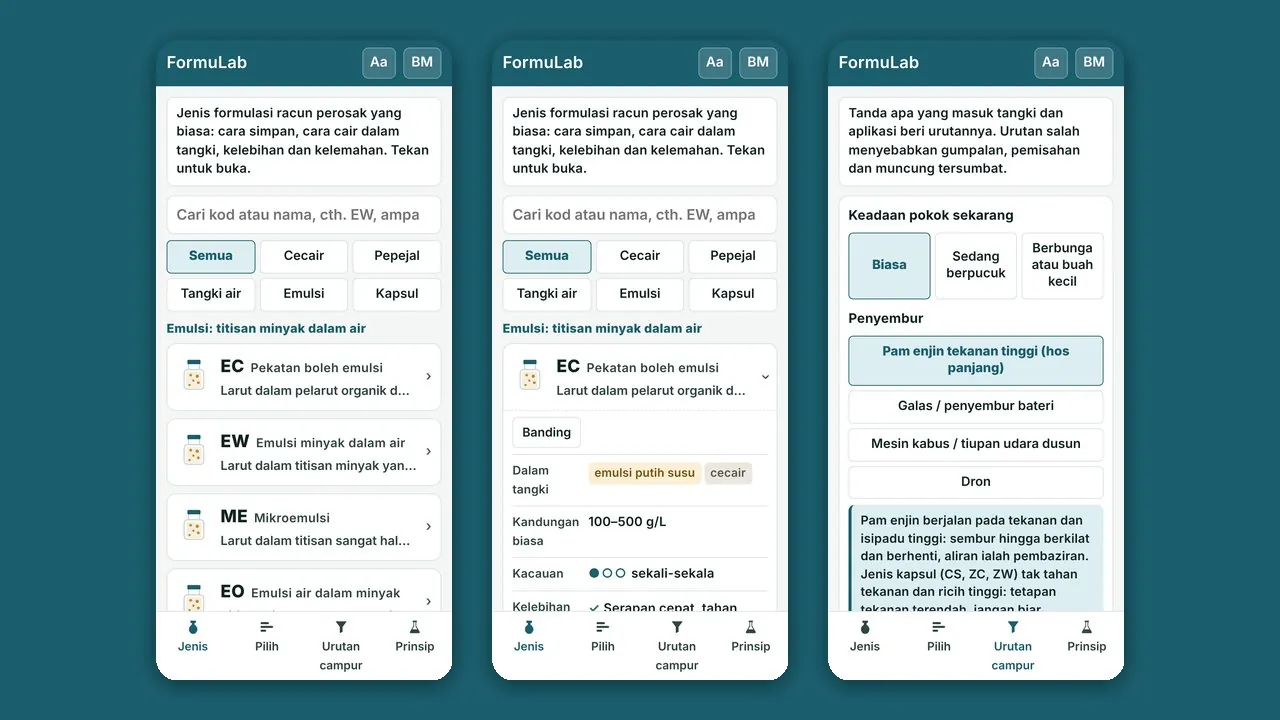 FormuLab
Aa
BM
Jenis formulasi racun perosak yang
biasa: cara simpan, cara cair dalam
tangki, kelebihan dan kelemahan. Tekan
untuk buka.
Cari kod atau nama, cth. EW, ampa
Semua
Cecair
Pepejal
Tangki air
Emulsi
Kapsul
Emulsi: titisan minyak dalam air
EC Pekatan boleh emulsi
Larut dalam pelarut organik d...
EW Emulsi minyak dalam air
Larut dalam titisan minyak yan...
ME Mikroemulsi
Larut dalam titisan sangat hal...
EO Emulsi air dalam minyak
Jenis
Pilih
Urutan
campur
Prinsip
FormuLab
Aa
BM
Jenis formulasi racun perosak yang
biasa: cara simpan, cara cair dalam
tangki, kelebihan dan kelemahan. Tekan
untuk buka.
Cari kod atau nama, cth. EW, ampa
Semua
Cecair
Pepejal
Tangki air
Emulsi
Kapsul
Emulsi: titisan minyak dalam air
EC Pekatan boleh emulsi
Larut dalam pelarut organik d...
Banding
Dalam
tangki
emulsi putih susu
cecair
Kandungan
biasa
100–500 g/L
Kacauan
sekali-sekala
Kelebihan
Serapan cepat, tahan
Jenis
Pilih
Urutan
campur
Prinsip
FormuLab
Aa
BM
Tanda apa yang masuk tangki dan
aplikasi beri urutannya. Urutan salah
menyebabkan gumpalan, pemisahan
dan muncung tersumbat.
Keadaan pokok sekarang
Biasa
Sedang
berpucuk
Berbunga
atau buah
kecil
Penyembur
Pam enjin tekanan tinggi (hos
panjang)
Galas / penyembur bateri
Mesin kabus / tiupan udara dusun
Dron
Pam enjin berjalan pada tekanan dan
isipadu tinggi: sembur hingga berkilat
dan berhenti, aliran ialah pembaziran.
Jenis kapsul (CS, ZC, ZW) tak tahan
tekanan dan ricih tinggi: tetapan
tekanan terendah, jangan biar
Jenis
Pilih
Urutan
campur
Prinsip